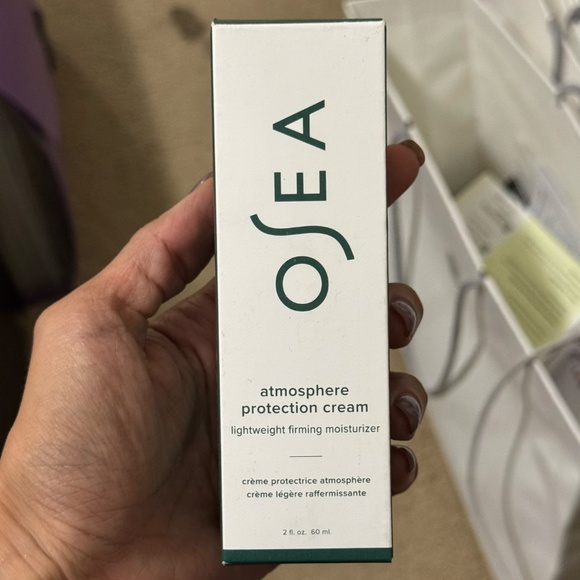 OSEA
atmosphere
protection cream
lightweight firming moisturizer
crème protectrice atmosphère
crème légère raffermissante
2 fl. oz. 60 ml.